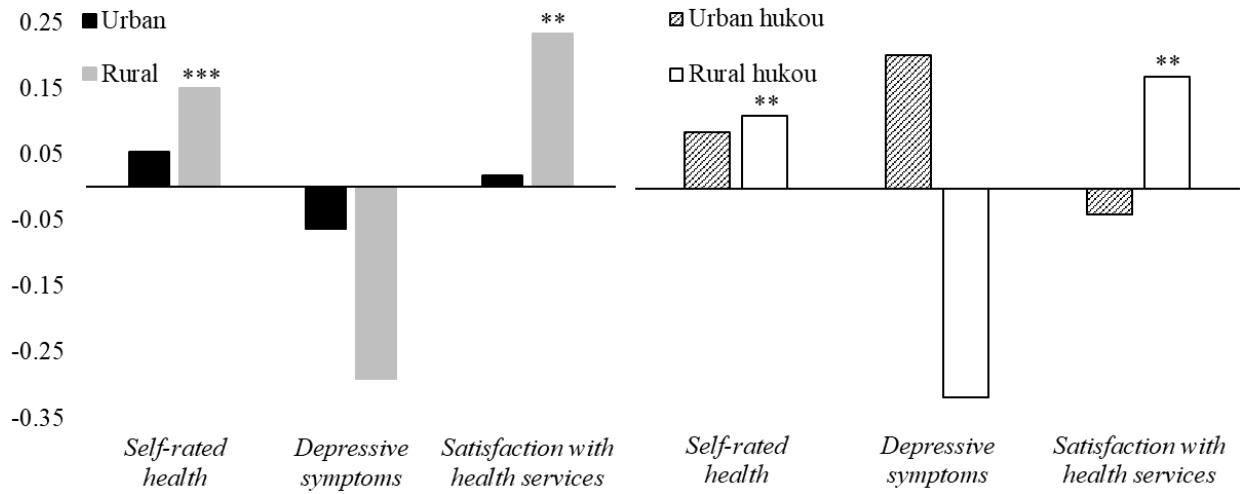 0.25
0.15
0.05
-0.05
-0.15
-0.25
-0.35
Urban
Rural
***
**
Self-rated
health
Depressive
symptoms
Satisfaction with
health services
Urban hukou
Rural hukou
**
**
Self-rated
health
Depressive
symptoms
Satisfaction with
health services